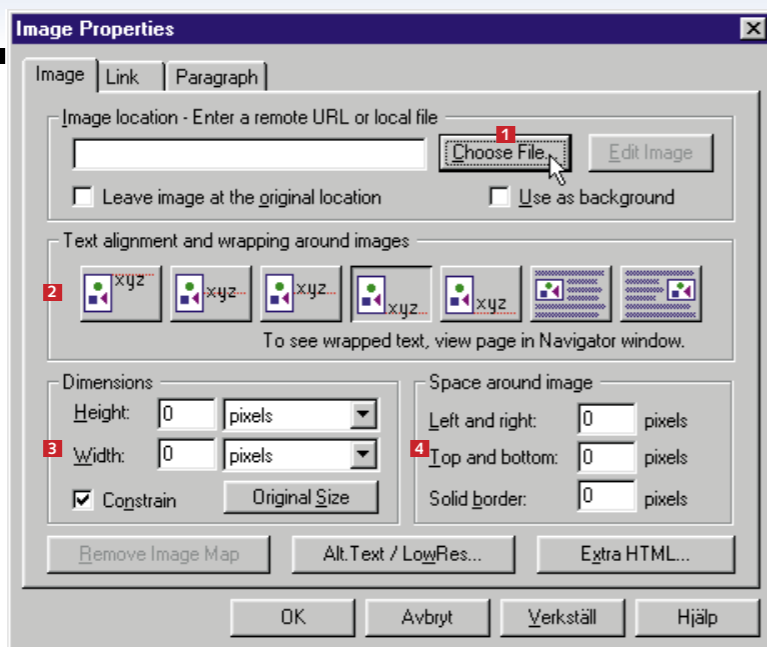 Image Properties
Image Link Paragraph
Image location - Enter a remote URL or local file
1
Choose File... Edit Image
Leave image at the original location Use as background
Text alignment and wrapping around images
2 xyz xyz xyz xyz xyz
To see wrapped text, view page in Navigator window.
Dimensions Space around image
Height: 0 pixels Left and right: 0 pixels
3 Width: 0 pixels 4 Top and bottom: 0 pixels
Constrain Original Size Solid border: 0 pixels
Remove Image Map Alt.Text / LowRes... Extra HTML...
OK Avbryt Verkställ Hjälp